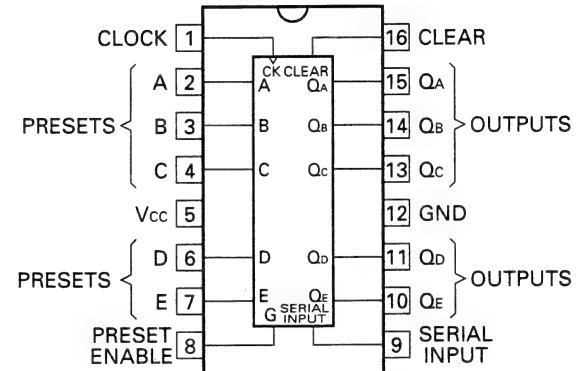 CLOCK 1
16 CLEAR
CK CLEAR
A 2
A QA
15 QA
PRESETS
B 3
B QB
14 QB
OUTPUTS
C 4
C QC
13 QC
Vcc 5
12 GND
PRESETS
D 6
D QD
11 QD
OUTPUTS
E 7
E QE
10 QE
G SERIAL
INPUT
PRESET
ENABLE 8
9 SERIAL
INPUT